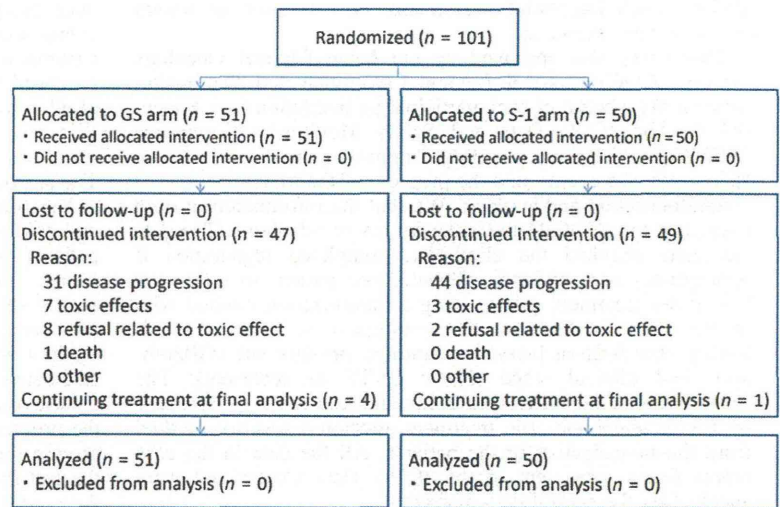 Randomized (n = 101)
Allocated to GS arm (n = 51)
· Received allocated intervention (n = 51)
· Did not receive allocated intervention (n = 0)
Allocated to S-1 arm (n = 50)
· Received allocated intervention (n =50)
· Did not receive allocated intervention (n = 0)
Lost to follow-up (n = 0)
Discontinued intervention (n = 47)
Reason:
31 disease progression
7 toxic effects
8 refusal related to toxic effect
1 death
0 other
Continuing treatment at final analysis (n = 4)
Lost to follow-up (n = 0)
Discontinued intervention (n = 49)
Reason:
44 disease progression
3 toxic effects
2 refusal related to toxic effect
0 death
0 other
Continuing treatment at final analysis (n = 1)
Analyzed (n = 51)
· Excluded from analysis (n = 0)
Analyzed (n = 50)
· Excluded from analysis (n = 0)